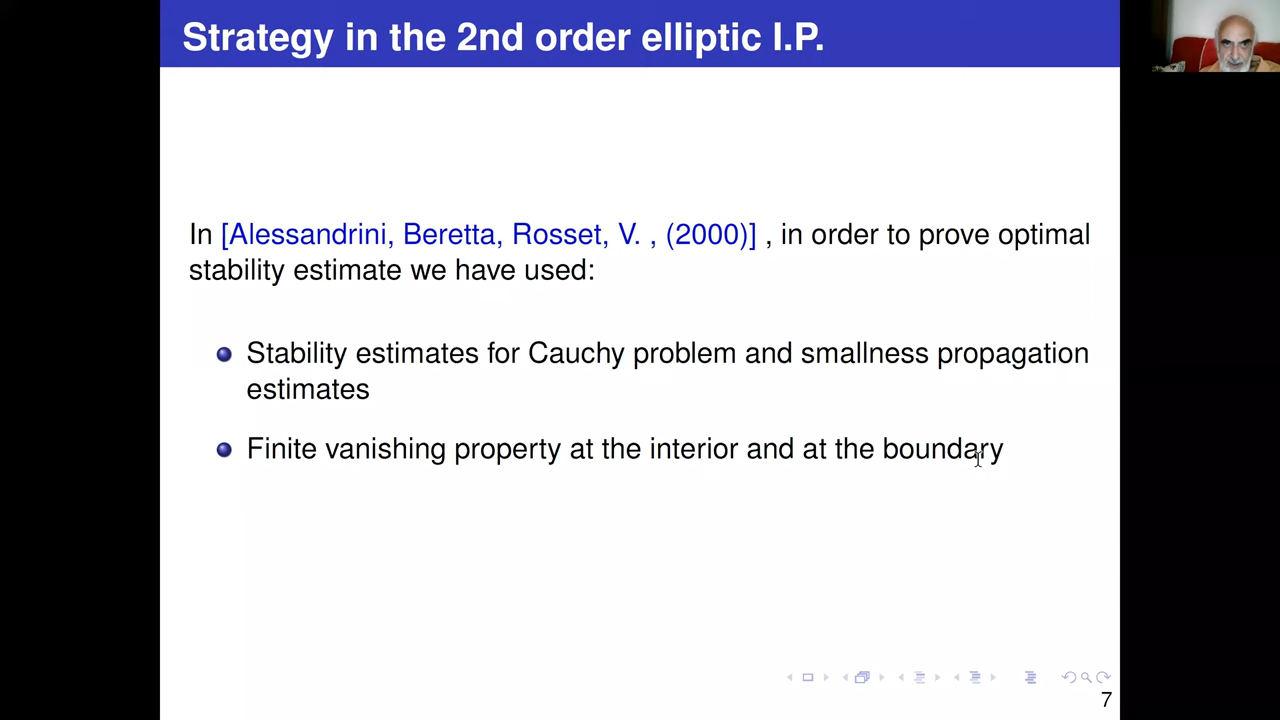 Strategy in the 2nd order elliptic I.P.
In [Alessandrini, Beretta, Rosset, V. , (2000)] , in order to prove optimal
stability estimate we have used:
Stability estimates for Cauchy problem and smallness propagation
estimates
Finite vanishing property at the interior and at the boundary
7